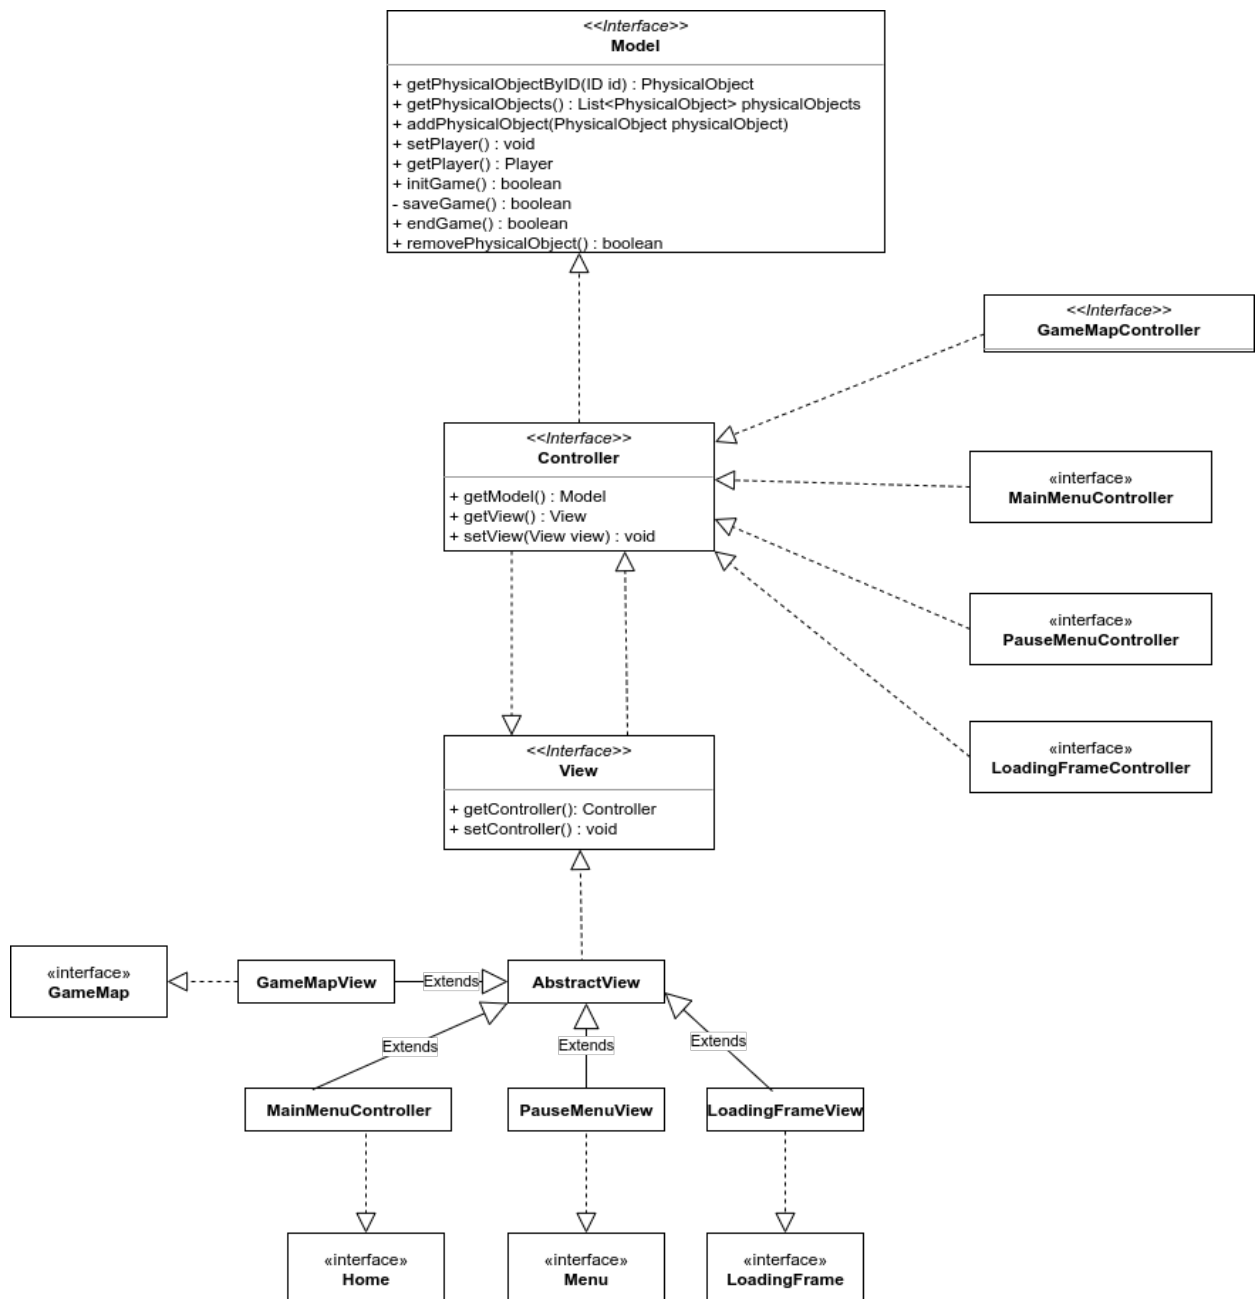 <<Interface>>
Model
+ getPhysicalObjectByID(ID id) : PhysicalObject
+ getPhysicalObjects() : List<PhysicalObject> physicalObjects
+ addPhysicalObject(PhysicalObject physicalObject)
+ setPlayer() : void
+ getPlayer() : Player
+ initGame() : boolean
- saveGame() : boolean
+ endGame() : boolean
+ removePhysicalObject() : boolean
<<Interface>>
GameMapController
<<Interface>>
Controller
+ getModel() : Model
+ getView() : View
+ setView(View view) : void
«interface»
MainMenuController
«interface»
PauseMenuController
«interface»
LoadingFrameController
<<Interface>>
View
+ getController(): Controller
+ setController() : void
«interface»
GameMap
GameMapView
Extends
AbstractView
Extends
Extends
Extends
MainMenuController
PauseMenuView
LoadingFrameView
«interface»
Home
«interface»
Menu
«interface»
LoadingFrame